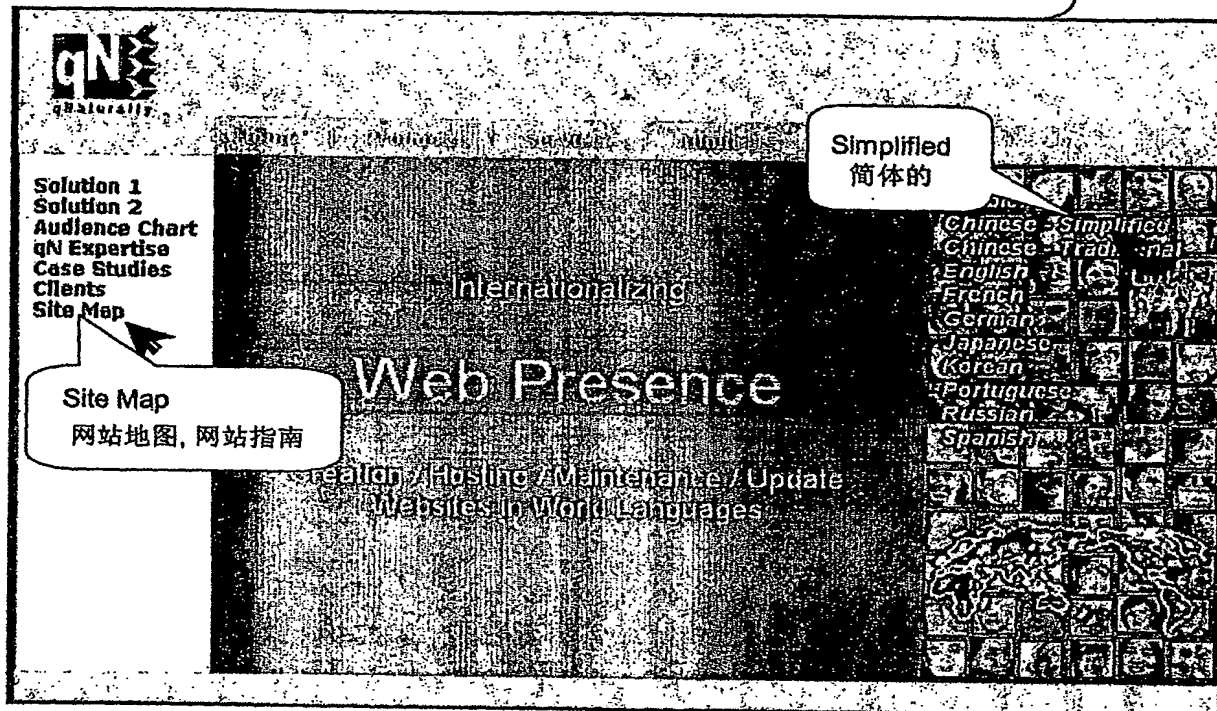 qN
qNaturally
Solution 1
Solution 2
Audience Chart
qN Expertise
Case Studies
Clients
Site Map
Site Map
网站地图, 网站指南
Internationalizing
Web Presence
Creation / Hosting / Maintenance / Update
Websites in World Languages
Simplified
简体的
Chinese - Simplified
Chinese - Traditional
English
French
German
Japanese
Korean
Portuguese
Russian
Spanish